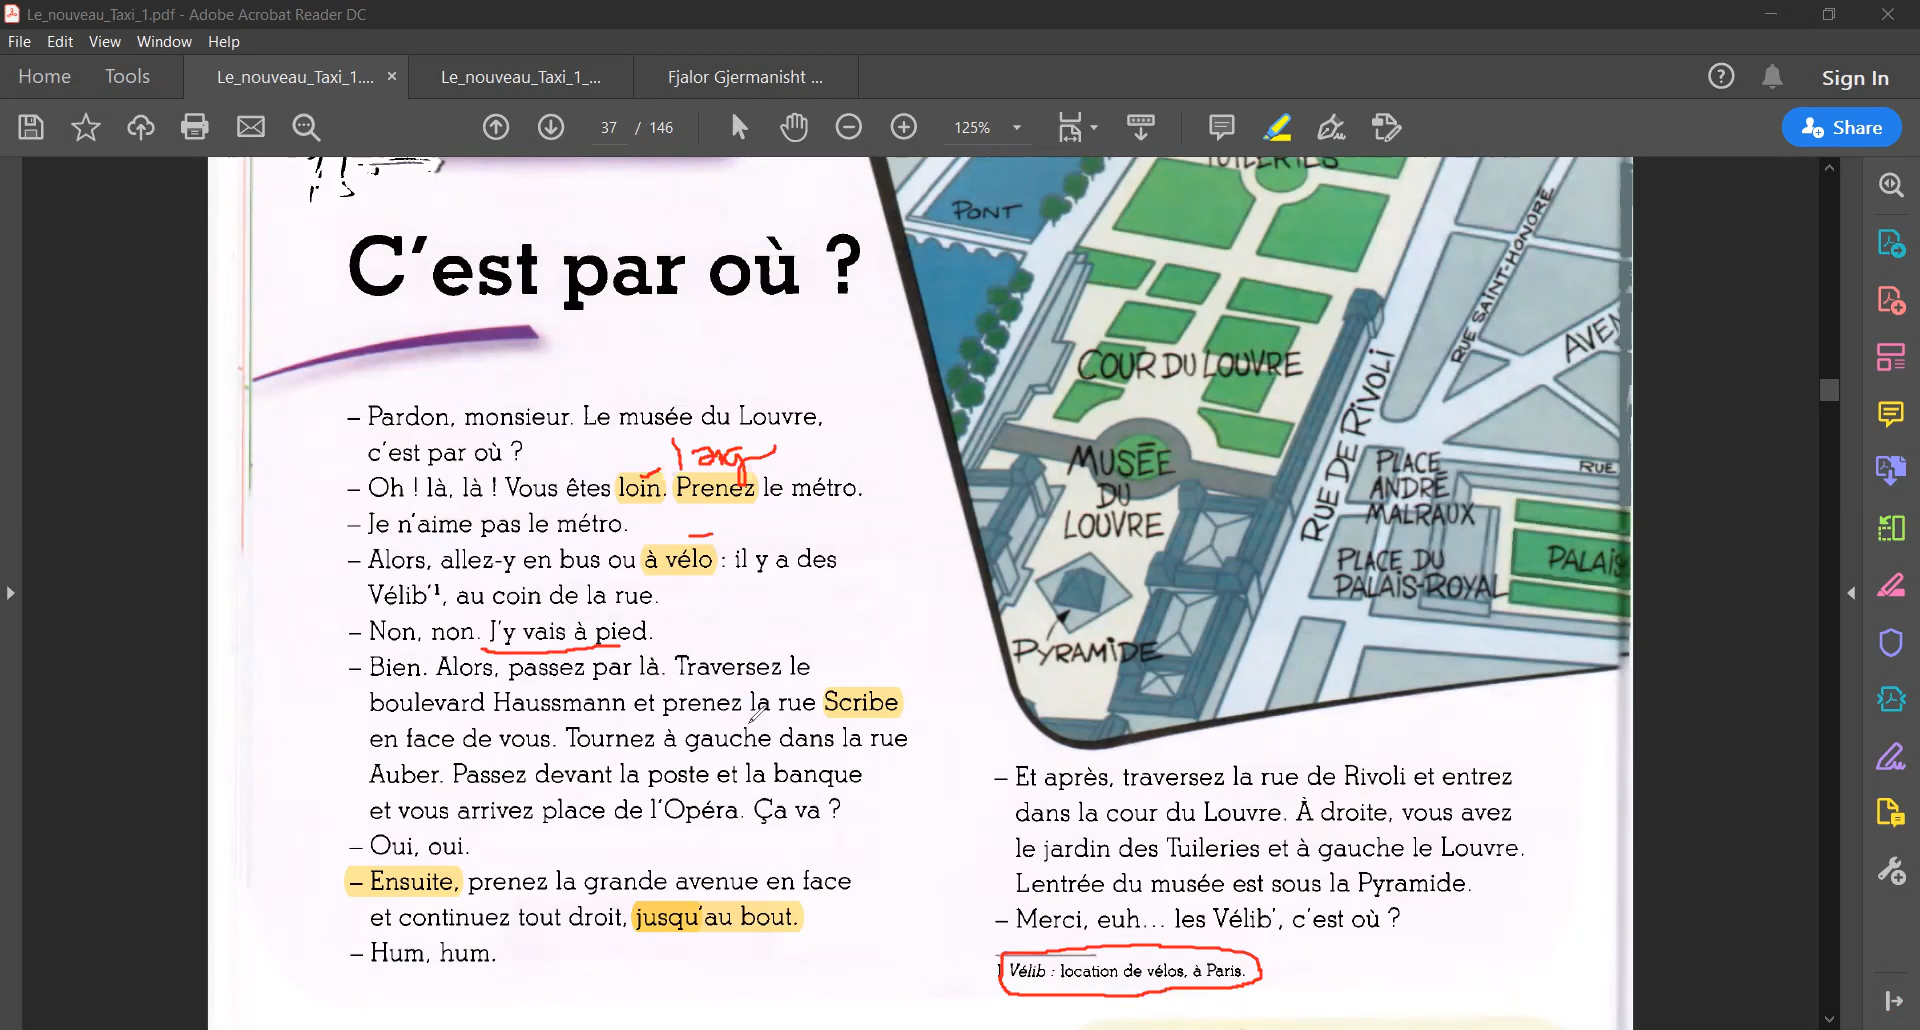 Le_nouveau_Taxi_1.pdf - Adobe Acrobat Reader DC
File Edit View Window Help
Home Tools Le_nouveau_Taxi_1.... × Le_nouveau_Taxi_1_... Fjalor Gjermanisht ... Sign In
37 / 146 125% Share
C'est par où ?
– Pardon, monsieur. Le musée du Louvre,
c'est par où ?
larg
– Oh ! là, là ! Vous êtes loin. Prenez le métro.
– Je n'aime pas le métro.
– Alors, allez-y en bus ou à vélo : il y a des
Vélib'¹, au coin de la rue.
– Non, non. J'y vais à pied.
– Bien. Alors, passez par là. Traversez le
boulevard Haussmann et prenez la rue Scribe
en face de vous. Tournez à gauche dans la rue
Auber. Passez devant la poste et la banque
et vous arrivez place de l'Opéra. Ça va ?
– Oui, oui.
– Ensuite, prenez la grande avenue en face
et continuez tout droit, jusqu'au bout.
– Hum, hum.
TUILERIES
PONT
RUE SAINT-HONORE
AVEN
COUR DU LOUVRE
RUE DE RIVOLI
MUSÉE
DU
LOUVRE
PLACE
ANDRÉ
MALRAUX
RUE
PLACE DU
PALAIS-ROYAL
PALAIS
PYRAMIDE
– Et après, traversez la rue de Rivoli et entrez
dans la cour du Louvre. À droite, vous avez
le jardin des Tuileries et à gauche le Louvre.
Lentrée du musée est sous la Pyramide.
– Merci, euh... les Vélib', c'est où ?
1 Vélib : location de vélos, à Paris.